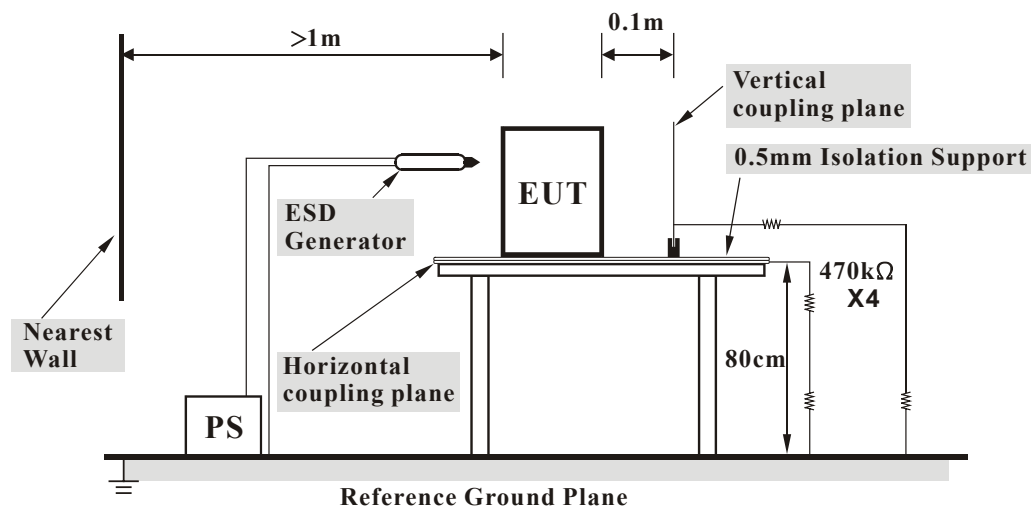 >1m
0.1m
Vertical
coupling plane
0.5mm Isolation Support
EUT
ESD
Generator
470kΩ
X4
Nearest
Wall
Horizontal
coupling plane
80cm
PS
Reference Ground Plane